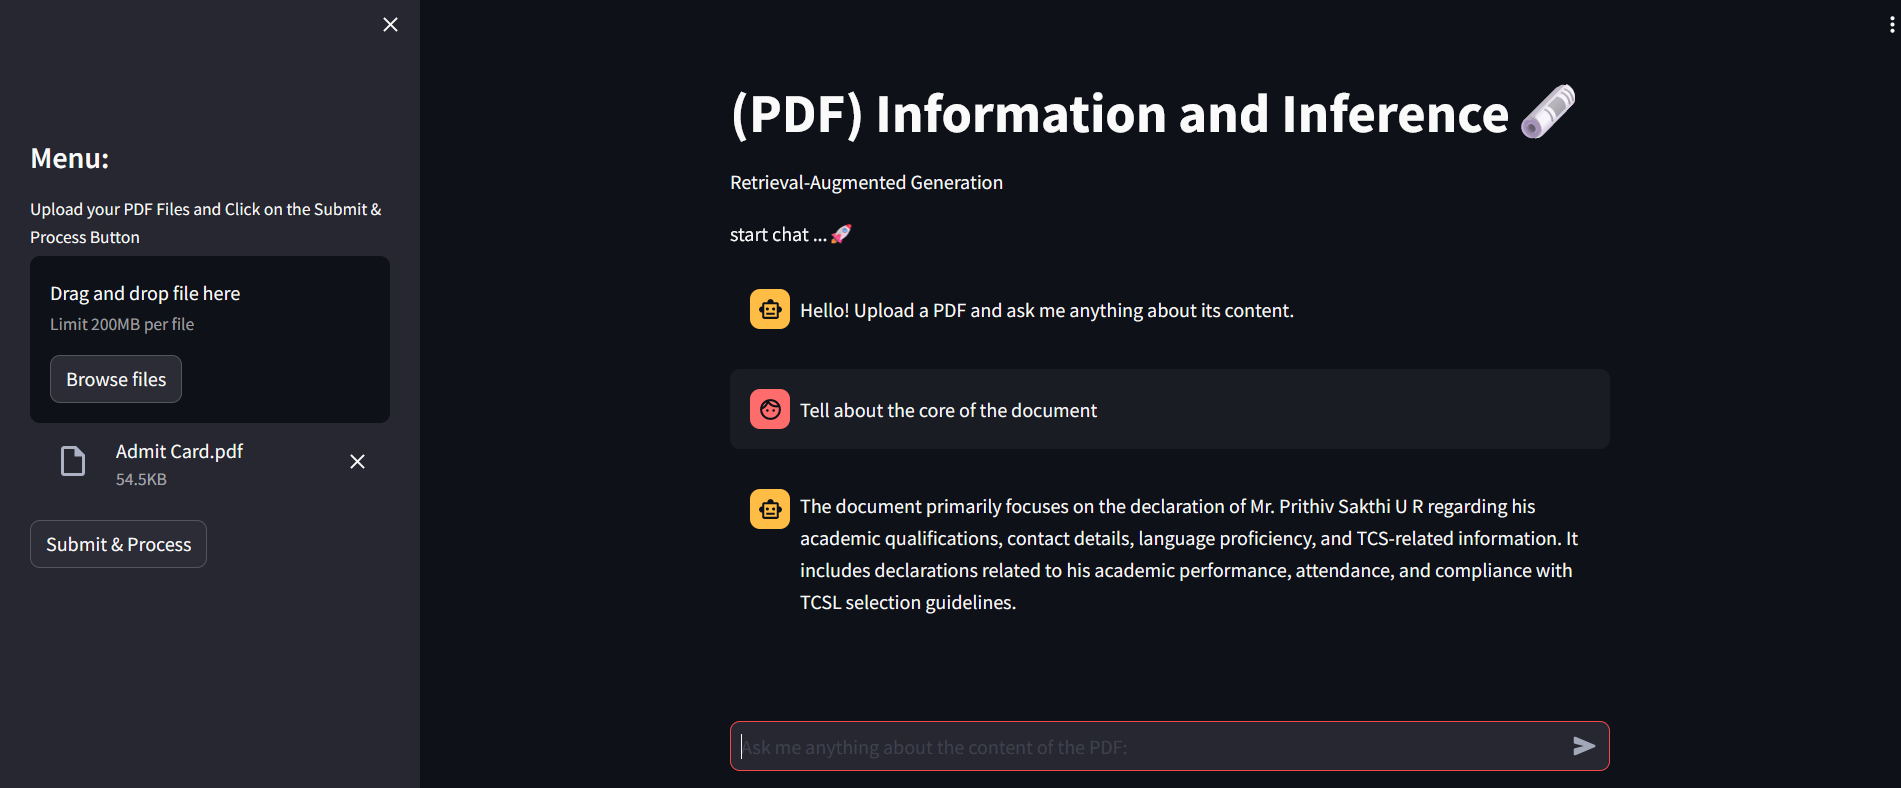 Menu:
Upload your PDF Files and Click on the Submit &
Process Button
Drag and drop file here
Limit 200MB per file
Browse files
Admit Card.pdf
54.5KB
Submit & Process
(PDF) Information and Inference
Retrieval-Augmented Generation
start chat ... 🚀
Hello! Upload a PDF and ask me anything about its content.
Tell about the core of the document
The document primarily focuses on the declaration of Mr. Prithiv Sakthi U R regarding his
academic qualifications, contact details, language proficiency, and TCS-related information. It
includes declarations related to his academic performance, attendance, and compliance with
TCSL selection guidelines.
Ask me anything about the content of the PDF: